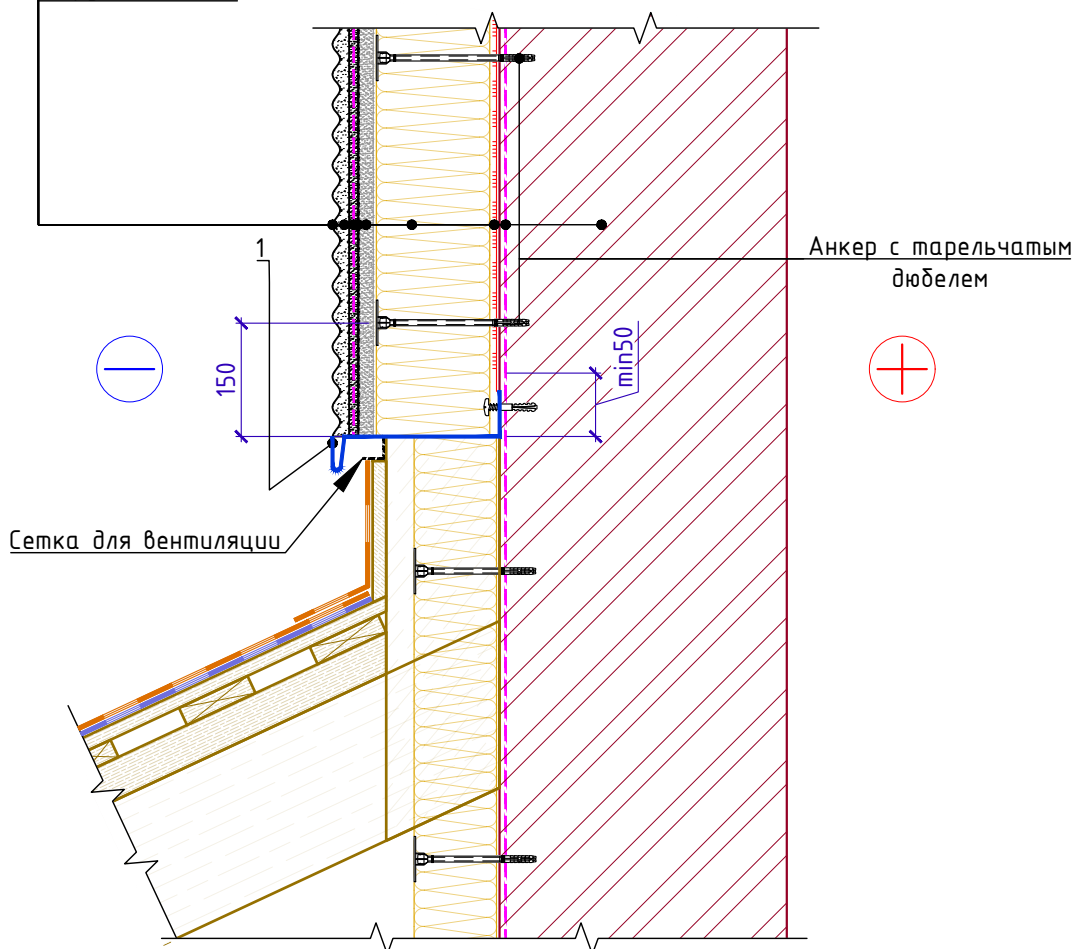 1
Анкер с тарельчатым
дюбелем
150
min50
Сетка для вентиляции